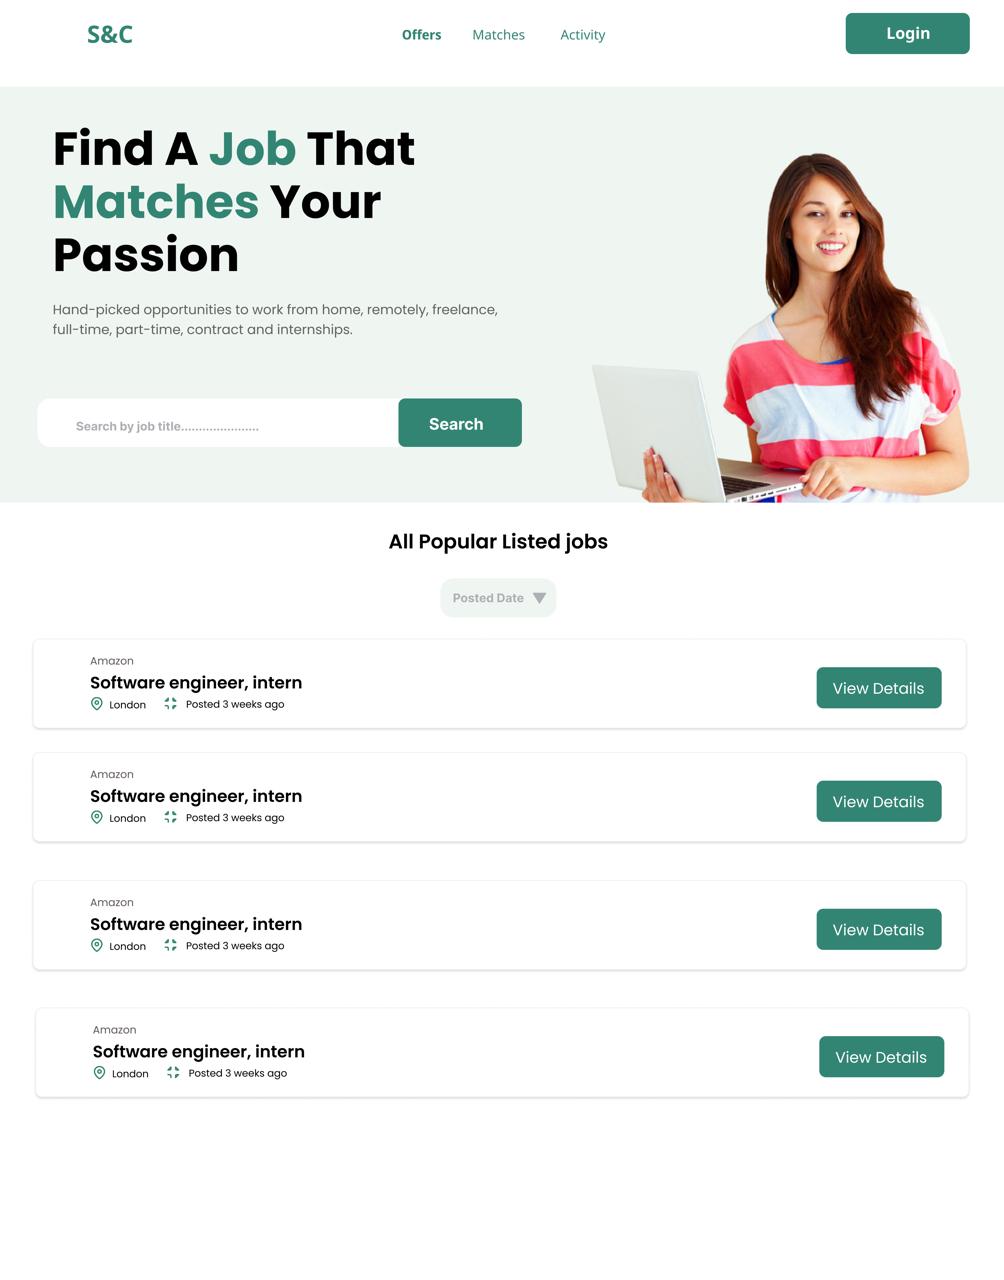 S&C
Offers Matches Activity
Login
Find A Job That
Matches Your
Passion
Hand-picked opportunities to work from home, remotely, freelance,
full-time, part-time, contract and internships.
Search by job title......................
Search
All Popular Listed jobs
Posted Date
Amazon
Software engineer, intern
London Posted 3 weeks ago
View Details
Amazon
Software engineer, intern
London Posted 3 weeks ago
View Details
Amazon
Software engineer, intern
London Posted 3 weeks ago
View Details
Amazon
Software engineer, intern
London Posted 3 weeks ago
View Details